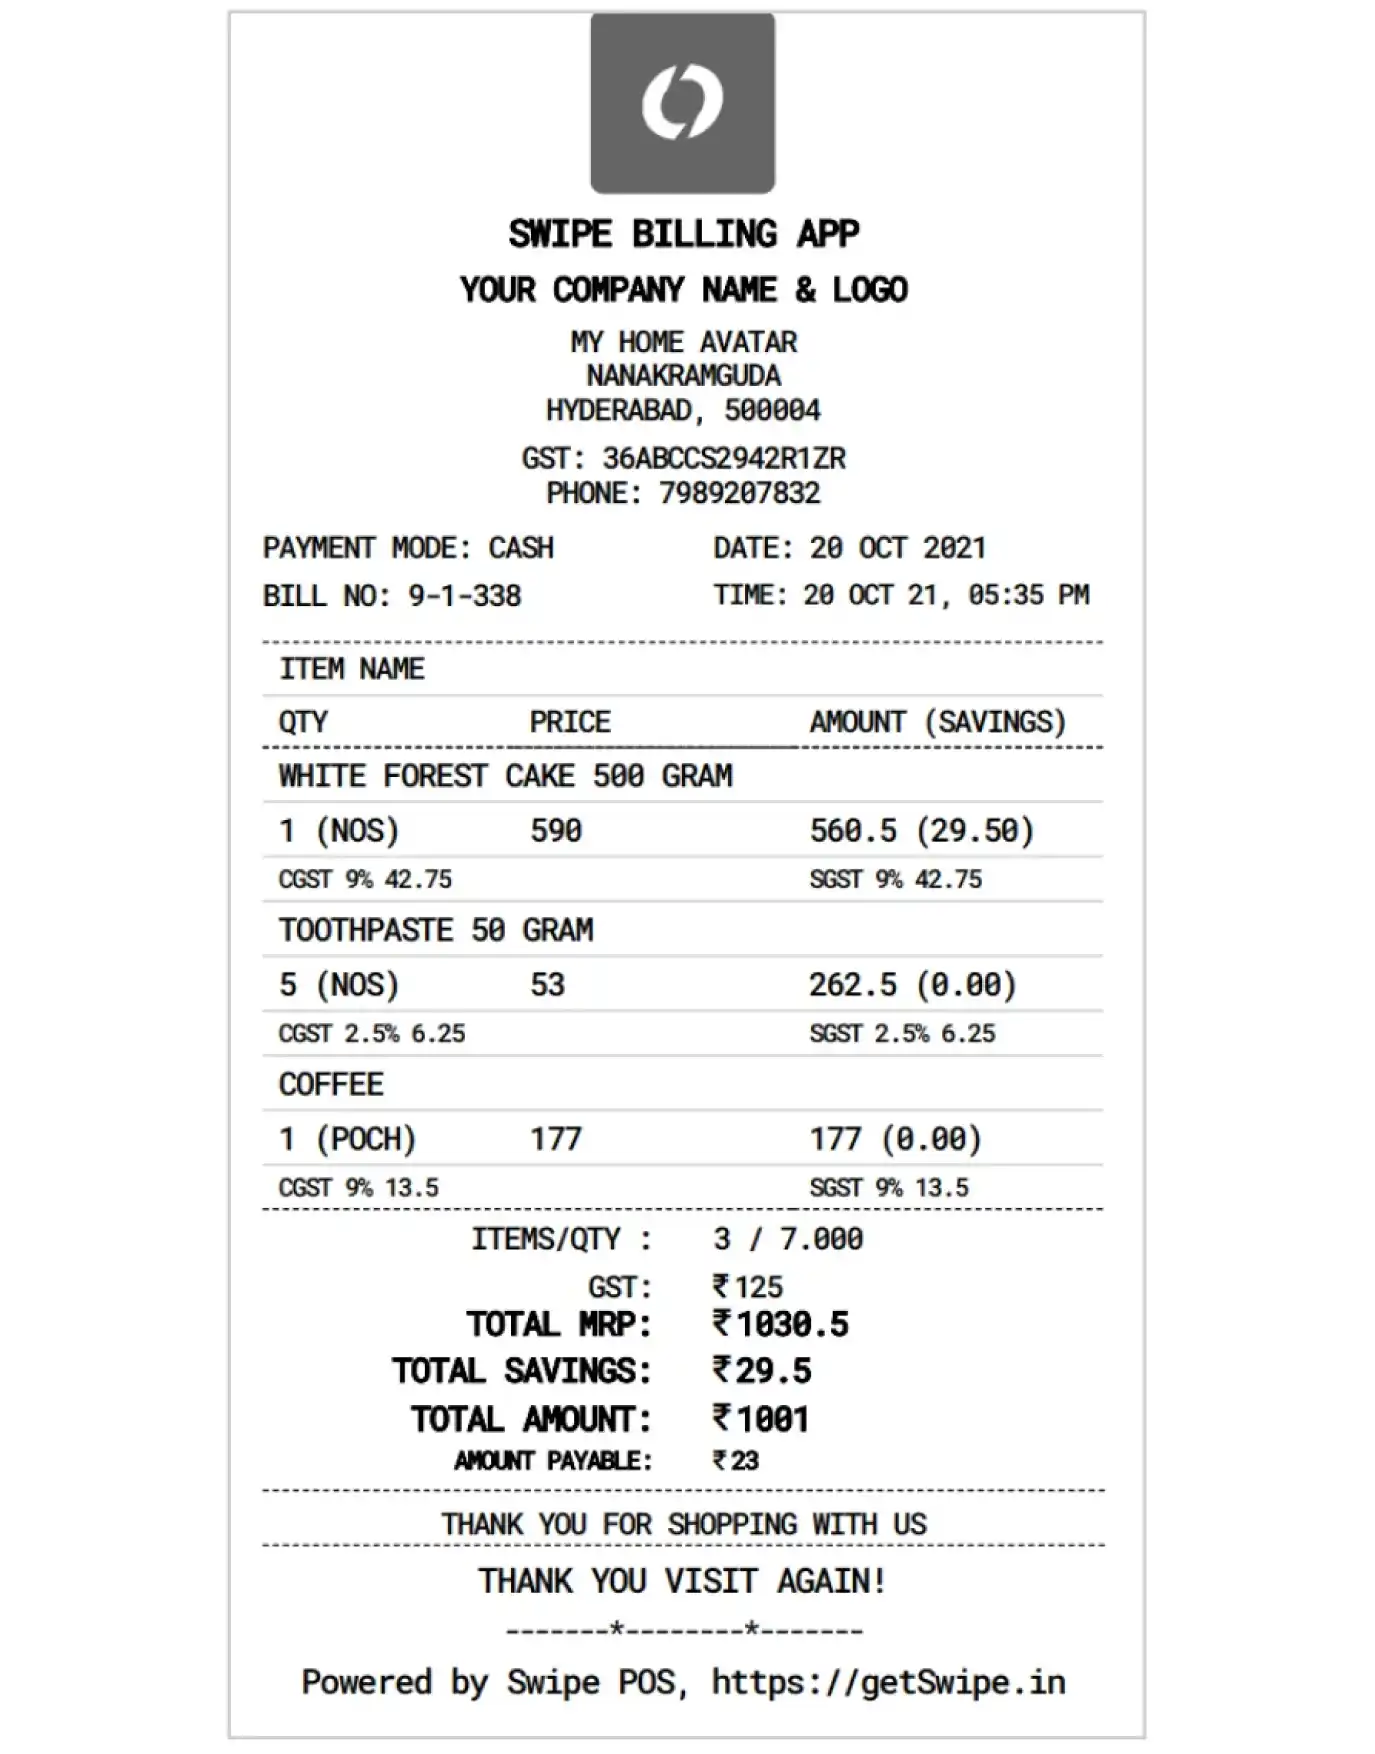 SWIPE BILLING APP
YOUR COMPANY NAME & LOGO
MY HOME AVATAR
NANAKRAMGUDA
HYDERABAD, 500004
GST: 36ABCCS2942R1ZR
PHONE: 7989207832
PAYMENT MODE: CASH DATE: 20 OCT 2021
BILL NO: 9-1-338 TIME: 20 OCT 21, 05:35 PM
ITEM NAME
QTY PRICE AMOUNT (SAVINGS)
WHITE FOREST CAKE 500 GRAM
1 (NOS) 590 560.5 (29.50)
CGST 9% 42.75 SGST 9% 42.75
TOOTHPASTE 50 GRAM
5 (NOS) 53 262.5 (0.00)
CGST 2.5% 6.25 SGST 2.5% 6.25
COFFEE
1 (POCH) 177 177 (0.00)
CGST 9% 13.5 SGST 9% 13.5
ITEMS/QTY : 3 / 7.000
GST: ₹125
TOTAL MRP: ₹1030.5
TOTAL SAVINGS: ₹29.5
TOTAL AMOUNT: ₹1001
AMOUNT PAYABLE: ₹23
THANK YOU FOR SHOPPING WITH US
THANK YOU VISIT AGAIN!
-------*--------*-------
Powered by Swipe POS, https://getSwipe.in